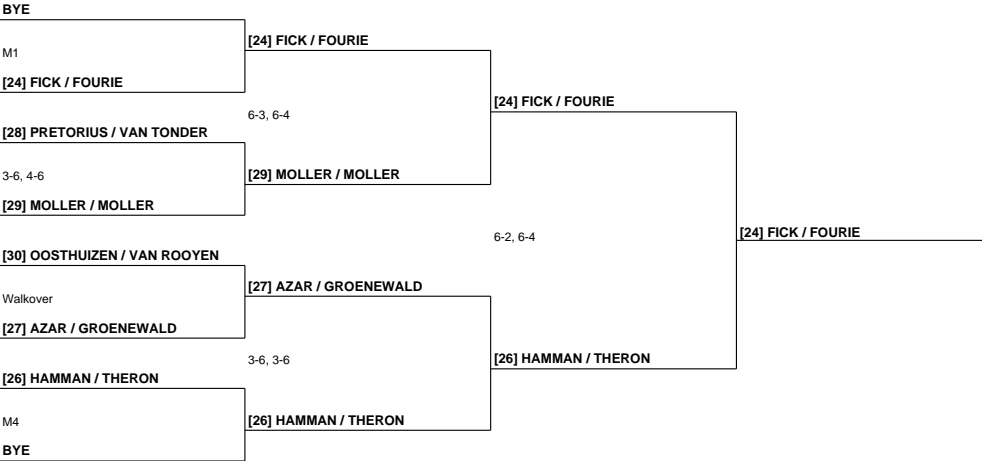 BYE
M1
[24] FICK / FOURIE
[28] PRETORIUS / VAN TONDER
3-6, 4-6
[29] MOLLER / MOLLER
[30] OOSTHUIZEN / VAN ROOYEN
Walkover
[27] AZAR / GROENEWALD
[26] HAMMAN / THERON
M4
BYE
[24] FICK / FOURIE
6-3, 6-4
[29] MOLLER / MOLLER
[27] AZAR / GROENEWALD
3-6, 3-6
[26] HAMMAN / THERON
[24] FICK / FOURIE
6-2, 6-4
[26] HAMMAN / THERON
[24] FICK / FOURIE